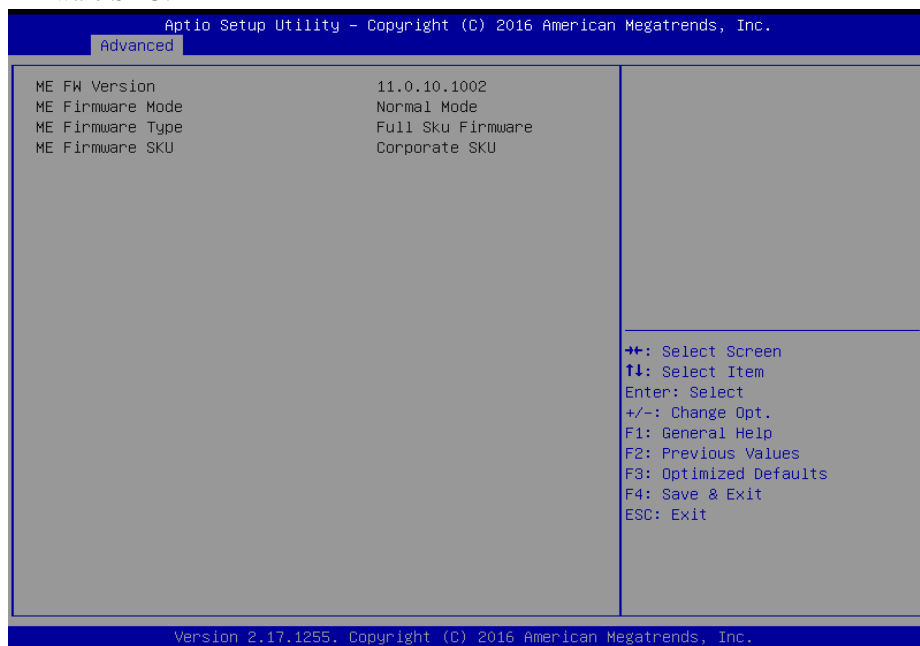 Aptio Setup Utility – Copyright (C) 2016 American Megatrends, Inc.
Advanced
ME FW Version 11.0.10.1002
ME Firmware Mode Normal Mode
ME Firmware Type Full Sku Firmware
ME Firmware SKU Corporate SKU
→←: Select Screen
↑↓: Select Item
Enter: Select
+/-: Change Opt.
F1: General Help
F2: Previous Values
F3: Optimized Defaults
F4: Save & Exit
ESC: Exit
Version 2.17.1255. Copyright (C) 2016 American Megatrends, Inc.